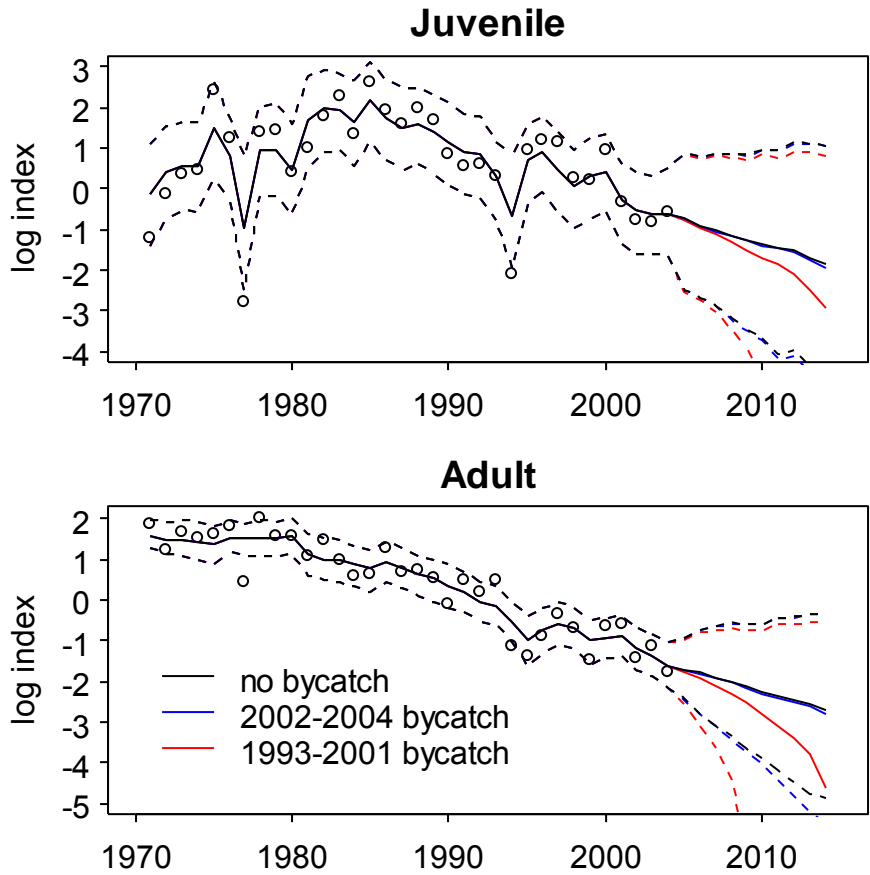 Juvenile
3
2
1
0
-1
-2
-3
-4
log index
1970 1980 1990 2000 2010
Adult
2
1
0
-1
-2
-3
-4
-5
log index
no bycatch
2002-2004 bycatch
1993-2001 bycatch
1970 1980 1990 2000 2010